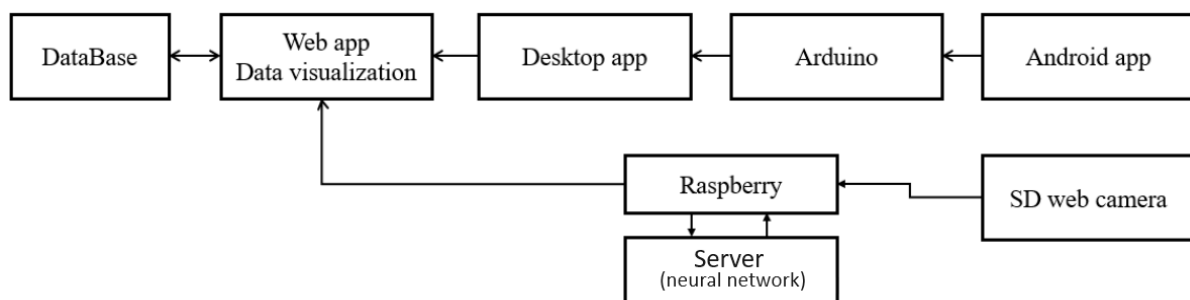 DataBase
Web app
Data visualization
Desktop app
Arduino
Android app
Raspberry
SD web camera
Server
(neural network)